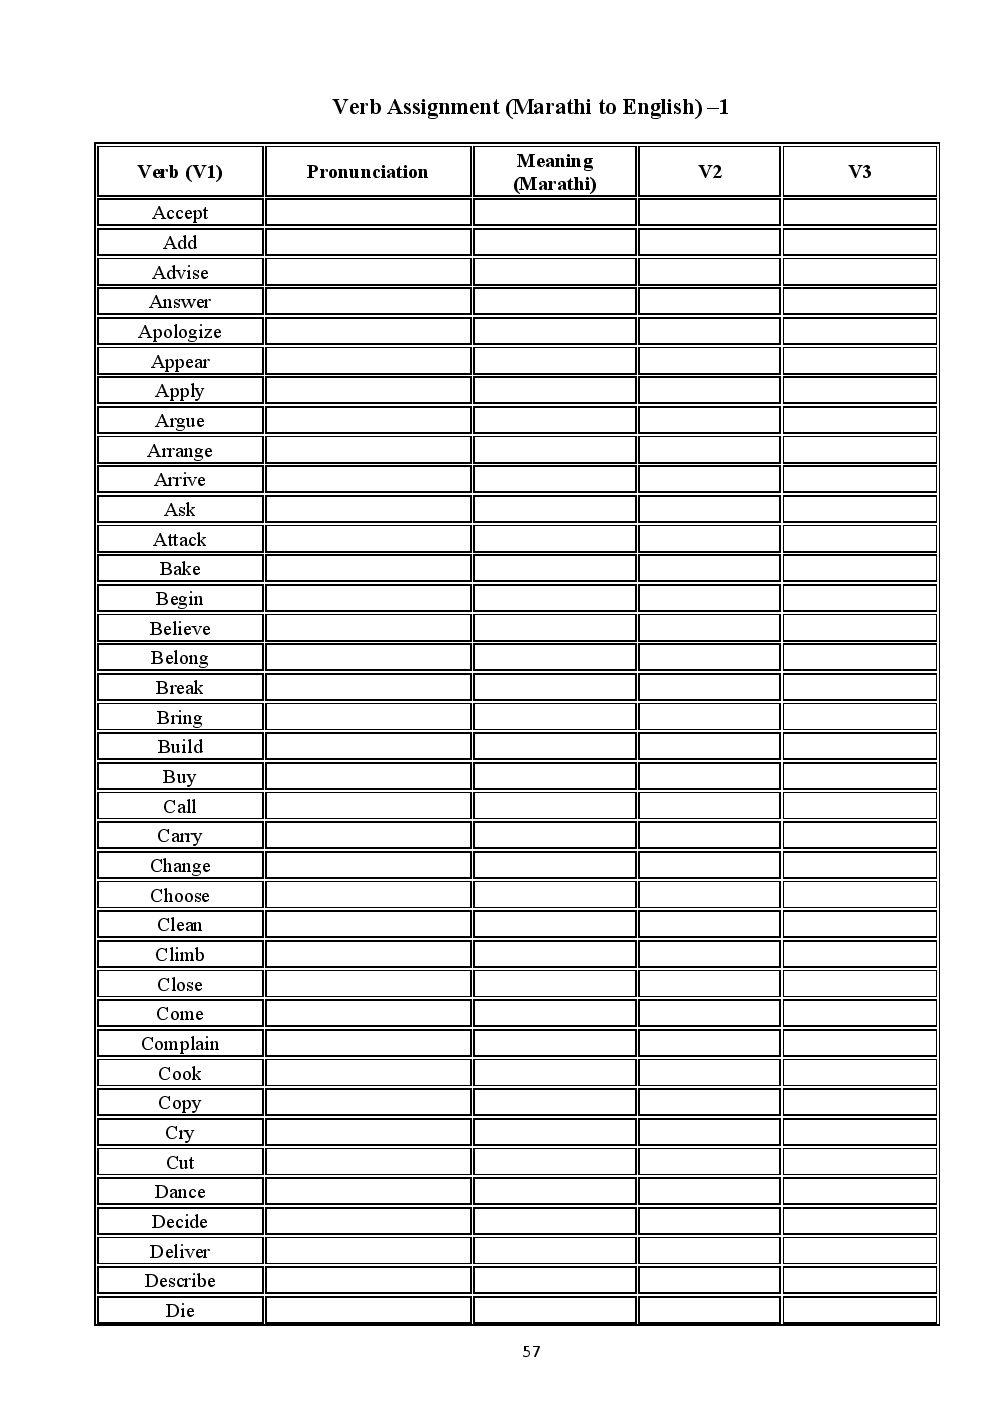 Verb Assignment (Marathi to English) –1
Verb (V1) Pronunciation Meaning (Marathi) V2 V3
Accept
Add
Advise
Answer
Apologize
Appear
Apply
Argue
Arrange
Arrive
Ask
Attack
Bake
Begin
Believe
Belong
Break
Bring
Build
Buy
Call
Carry
Change
Choose
Clean
Climb
Close
Come
Complain
Cook
Copy
Cry
Cut
Dance
Decide
Deliver
Describe
Die
57